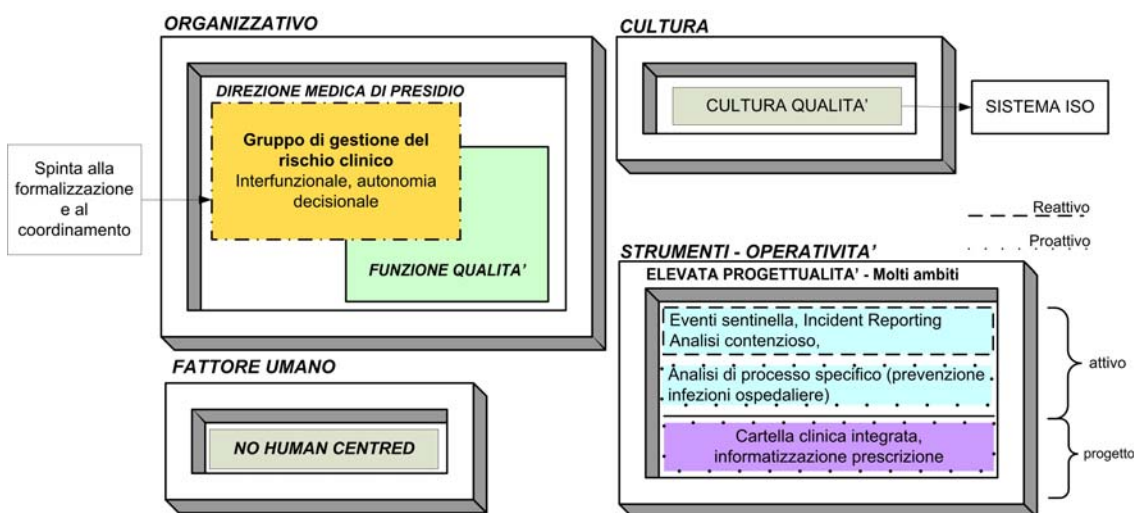 ORGANIZZATIVO
DIREZIONE MEDICA DI PRESIDIO
Gruppo di gestione del
rischio clinico
Interfunzionale, autonomia
decisionale
FUNZIONE QUALITA’
Spinta alla
formalizzazione
e al
coordinamento
CULTURA
CULTURA QUALITA’
SISTEMA ISO
Reattivo
Proattivo
STRUMENTI - OPERATIVITA’
ELEVATA PROGETTUALITA’ - Molti ambiti
Eventi sentinella, Incident Reporting
Analisi contenzioso,
Analisi di processo specifico (prevenzione
infezioni ospedaliere)
Cartella clinica integrata,
informatizzazione prescrizione
attivo
progetto
FATTORE UMANO
NO HUMAN CENTRED